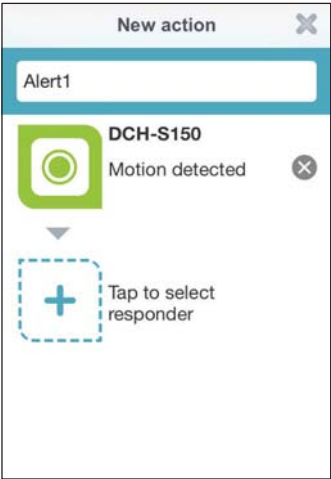 New action
Alert1
DCH-S150
Motion detected
Tap to select
responder